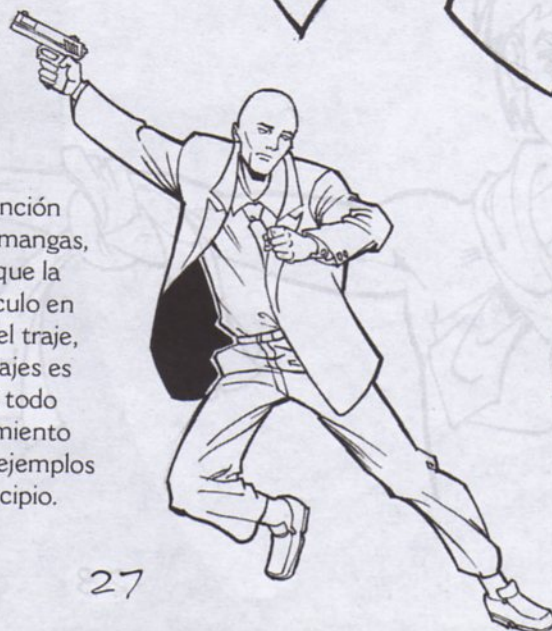 nción
mangas,
que la
culo en
el traje,
ajes es
todo
miento
ejemplos
cipio.
27